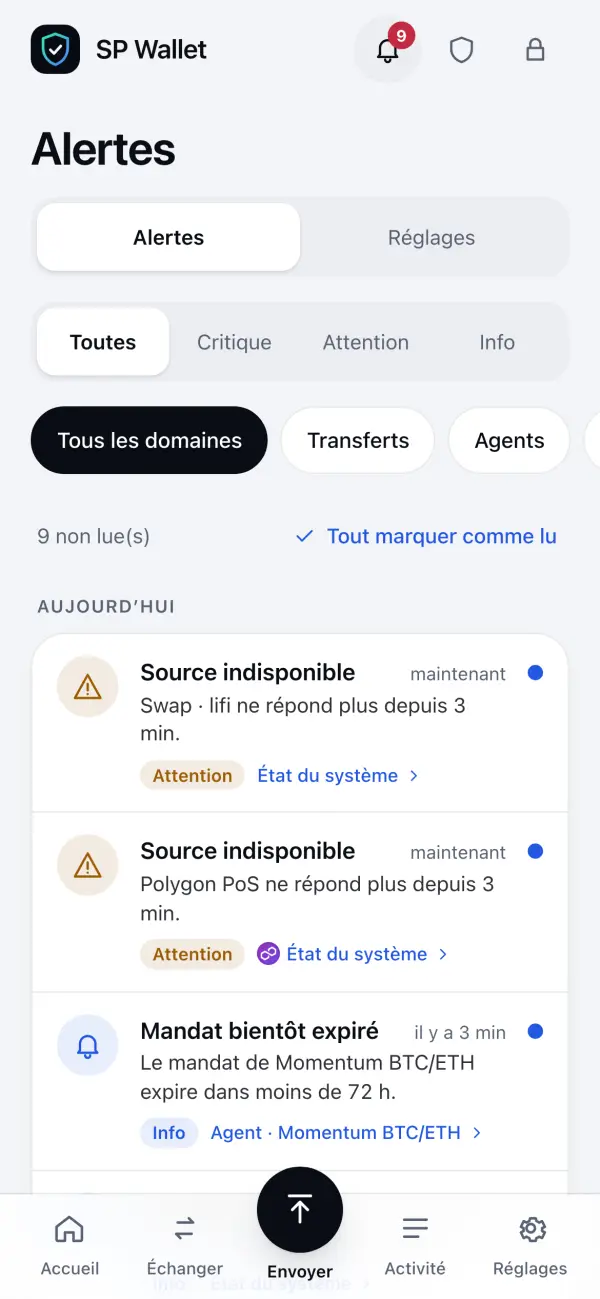 SP Wallet
9
Alertes
Alertes
Réglages
Toutes
Critique
Attention
Info
Tous les domaines
Transferts
Agents
9 non lue(s)
Tout marquer comme lu
AUJOURD’HUI
Source indisponible
maintenant
Swap · lifi ne répond plus depuis 3
min.
Attention
État du système
Source indisponible
maintenant
Polygon PoS ne répond plus depuis 3
min.
Attention
État du système
Mandat bientôt expiré
il y a 3 min
Le mandat de Momentum BTC/ETH
expire dans moins de 72 h.
Info
Agent · Momentum BTC/ETH
Accueil
Échanger
Envoyer
Activité
Réglages
Info
État du système